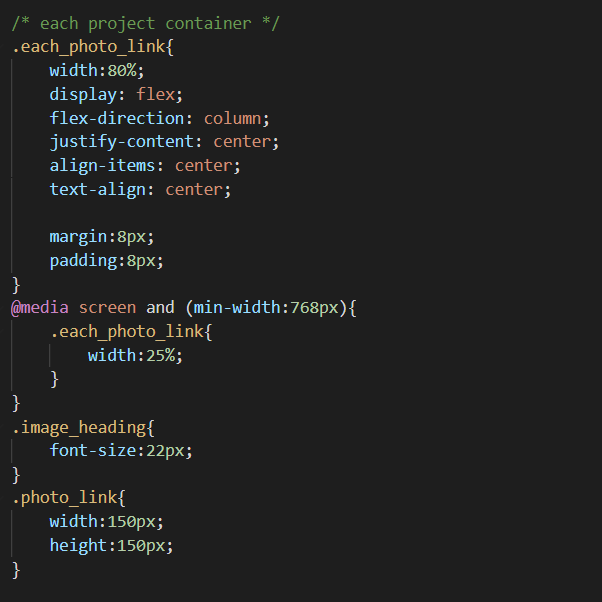 /* each project container */
.each_photo_link{
    width:80%;
    display: flex;
    flex-direction: column;
    justify-content: center;
    align-items: center;
    text-align: center;

    margin:8px;
    padding:8px;
}
@media screen and (min-width:768px){
    .each_photo_link{
        width:25%;
    }
}
.image_heading{
    font-size:22px;
}
.photo_link{
    width:150px;
    height:150px;
}